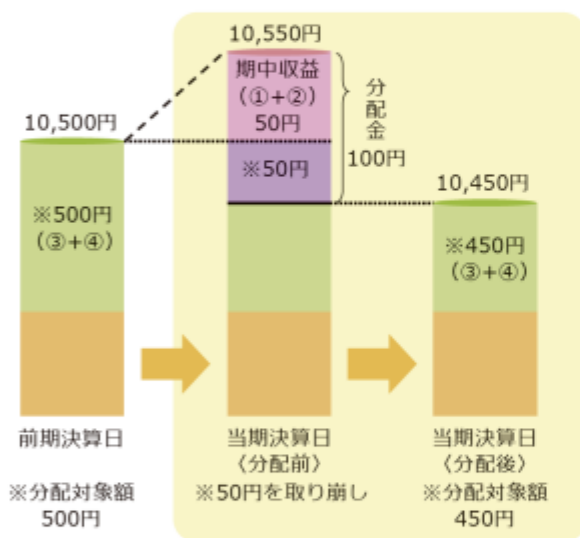 10,550円
期中収益
(①+②)
50円
分配金
100円
10,500円
※50円
10,450円
※500円
(③+④)
※450円
(③+④)
前期決算日
当期決算日
〈分配前〉
当期決算日
〈分配後〉
※分配対象額
500円
※50円を取り崩し
※分配対象額
450円